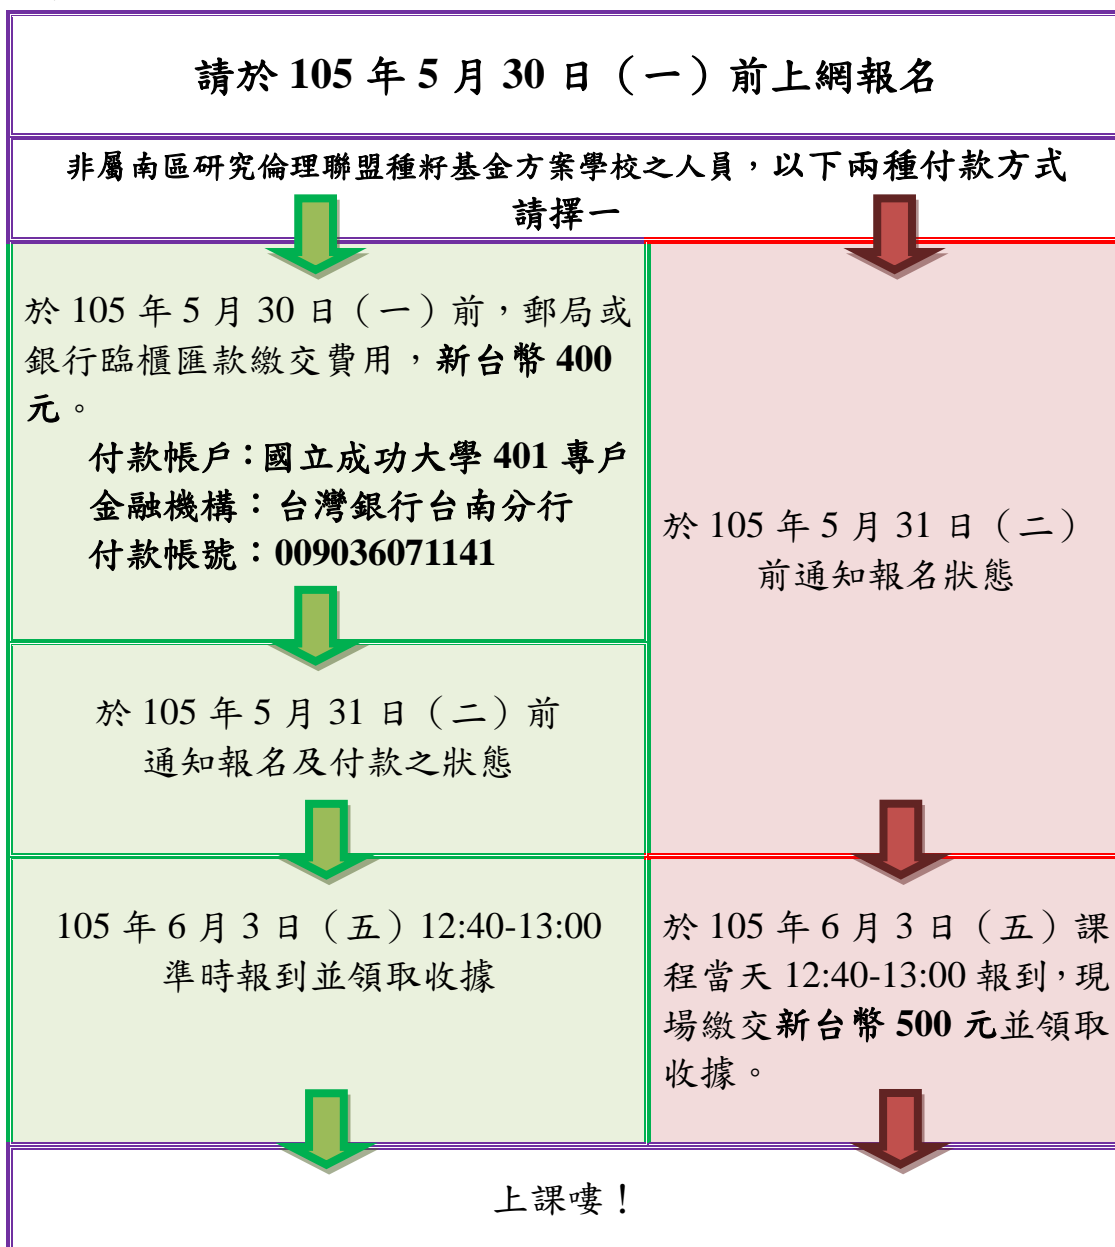 請於 105 年 5 月 30 日（一）前上網報名
非屬南區研究倫理聯盟種籽基金方案學校之人員，以下兩種付款方式
請擇一
於 105 年 5 月 30 日（一）前，郵局或
銀行臨櫃匯款繳交費用，新台幣 400
元。
付款帳戶：國立成功大學 401 專戶
金融機構：台灣銀行台南分行
付款帳號：009036071141
於 105 年 5 月 31 日（二）前
通知報名及付款之狀態
105 年 6 月 3 日（五）12:40-13:00
準時報到並領取收據
於 105 年 5 月 31 日（二）
前通知報名狀態
於 105 年 6 月 3 日（五）課
程當天 12:40-13:00 報到，現
場繳交新台幣 500 元並領取
收據。
上課嘍！